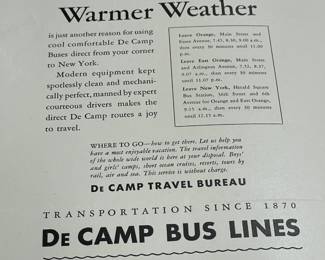 Warmer Weather
is just another reason for using
cool comfortable De Camp
Buses direct from your corner
to New York.
Modern equipment kept
spotlessly clean and mechani-
cally perfect, manned by expert
courteous drivers makes the
direct De Camp routes a joy
to travel.
Leave Orange, Main Street and
Essex Avenue, 7.45, 8.30, 9.00 a.m.,
then every 30 minutes until 11.00
p.m.
Leave East Orange, Main Street
and Arlington Avenue, 7.52, 8.37,
9.07 a.m., then every 30 minutes
until 11.07 p.m.
Leave New York, Herald Square
Bus Station, 36th Street and 6th
Avenue for Orange and East Orange,
9.15 a.m., then every 30 minutes
until 12.15 a.m.
WHERE TO GO—how to get there. Let us help you
have a most enjoyable vacation. The travel information
of the whole wide world is here at your disposal. Boys'
and girls' camps, short ocean cruises, resorts, tours by
rail, air and sea. This service is without charge.
DE CAMP TRAVEL BUREAU
TRANSPORTATION SINCE 1870
DE CAMP BUS LINES